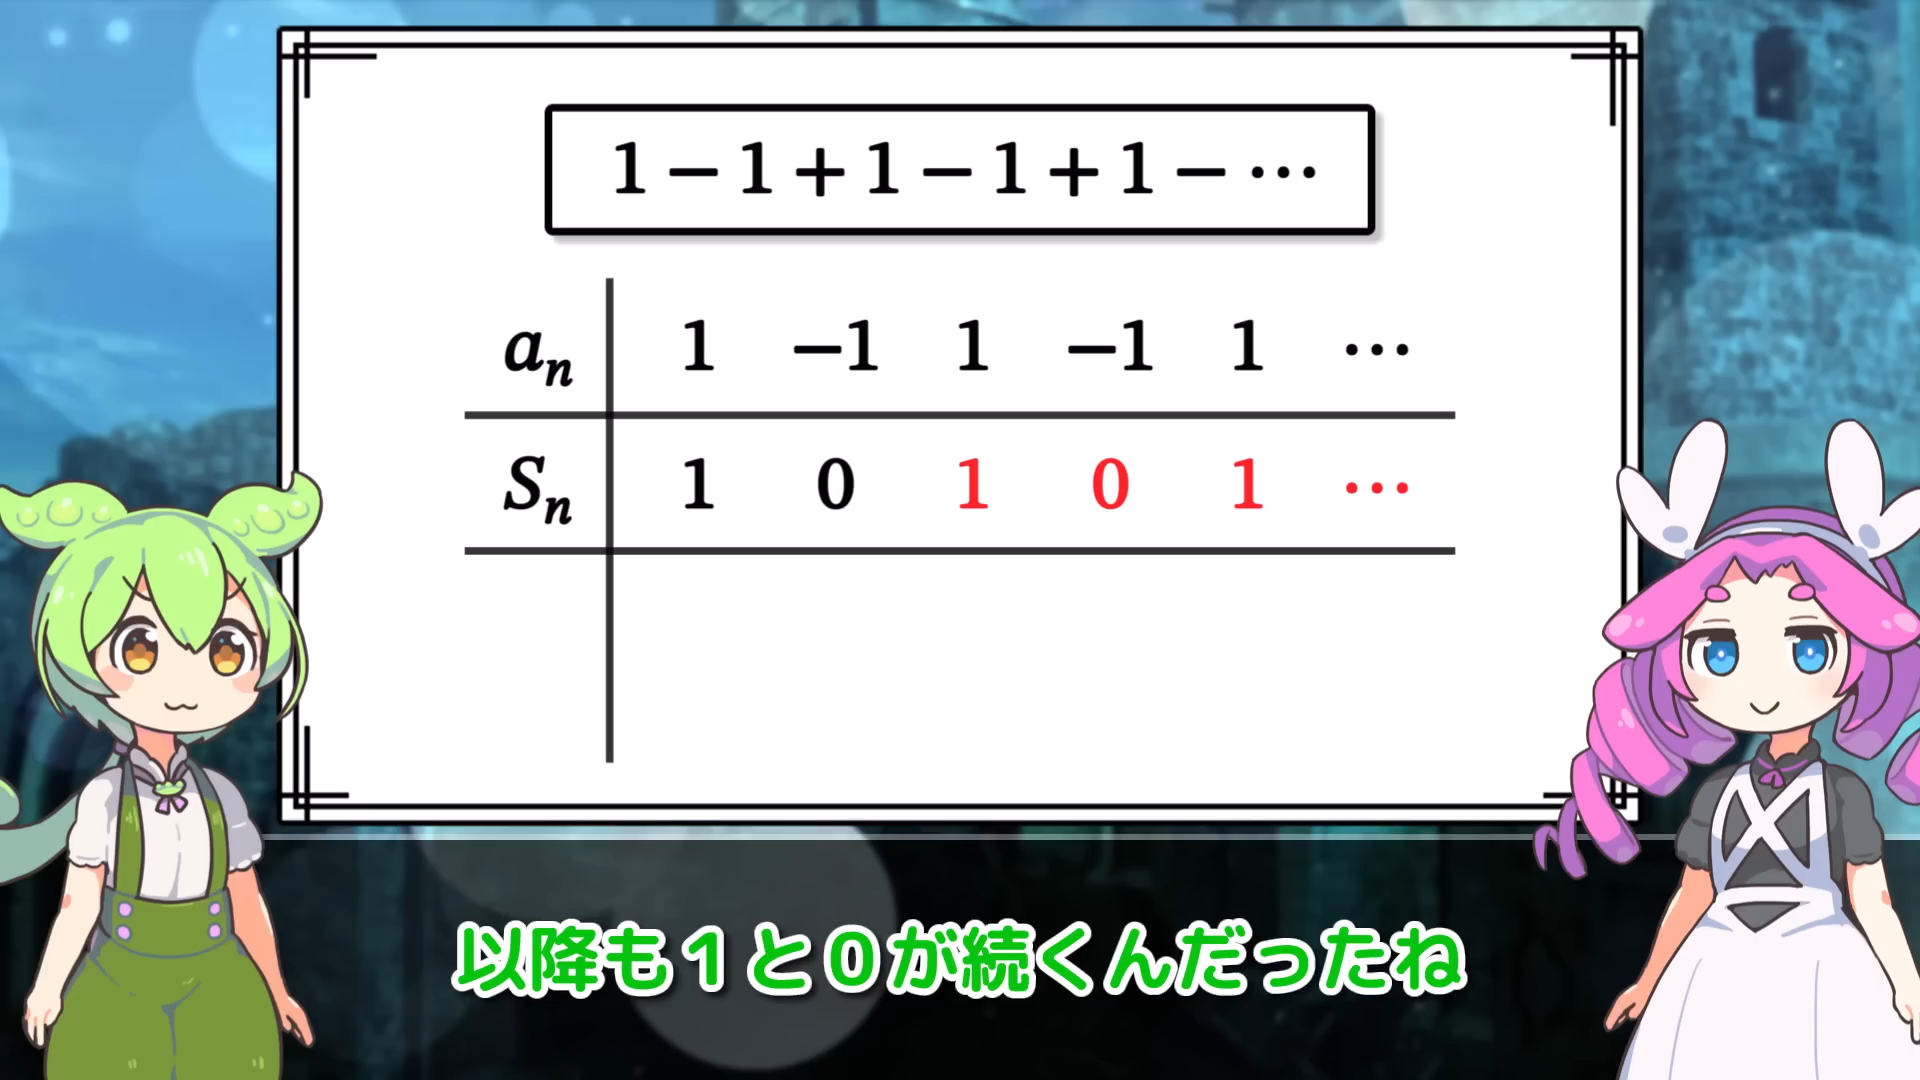 1 − 1 + 1 − 1 + 1 − ⋯
aₙ 1 −1 1 −1 1 ⋯
Sₙ 1 0 1 0 1 ⋯
以降も１と０が続くんだったね